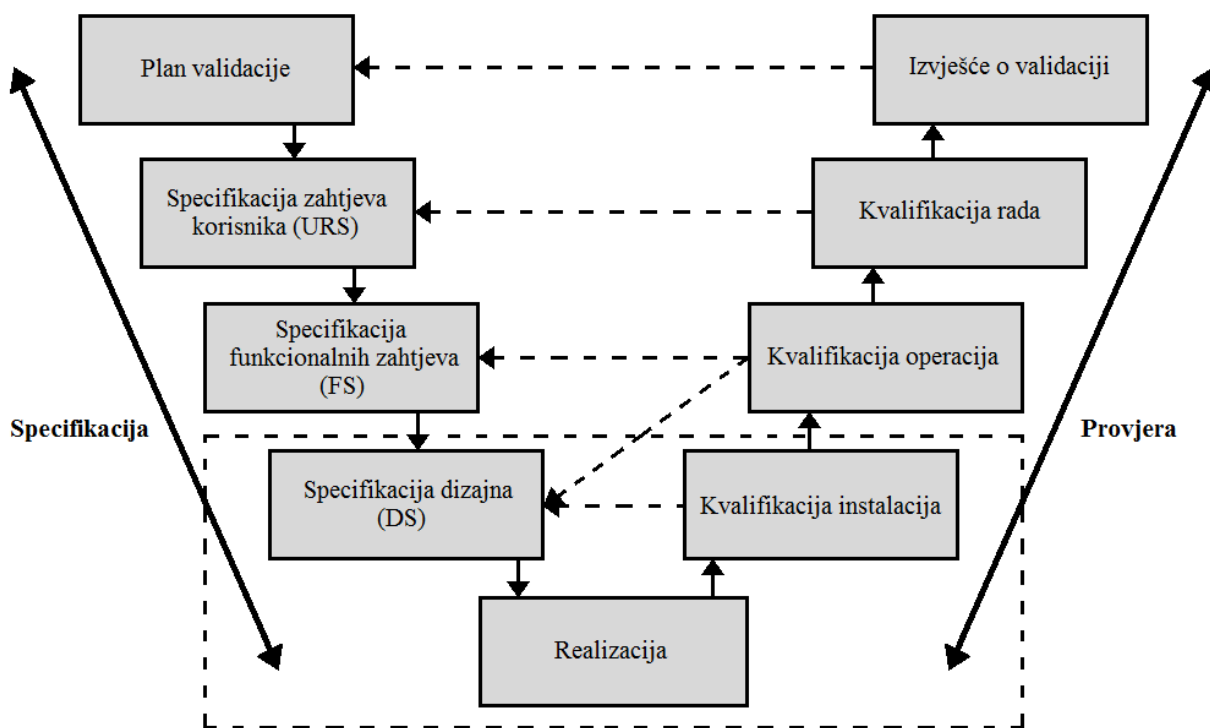 Plan validacije
Izvješće o validaciji
Specifikacija zahtjeva
korisnika (URS)
Kvalifikacija rada
Specifikacija
funkcionalnih zahtjeva
(FS)
Kvalifikacija operacija
Specifikacija
Provjera
Specifikacija dizajna
(DS)
Kvalifikacija instalacija
Realizacija